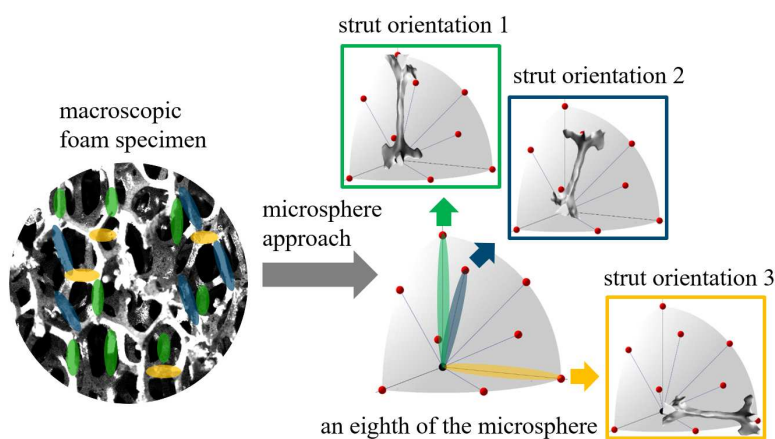 strut orientation 1
strut orientation 2
macroscopic
foam specimen
microsphere
approach
strut orientation 3
an eighth of the microsphere